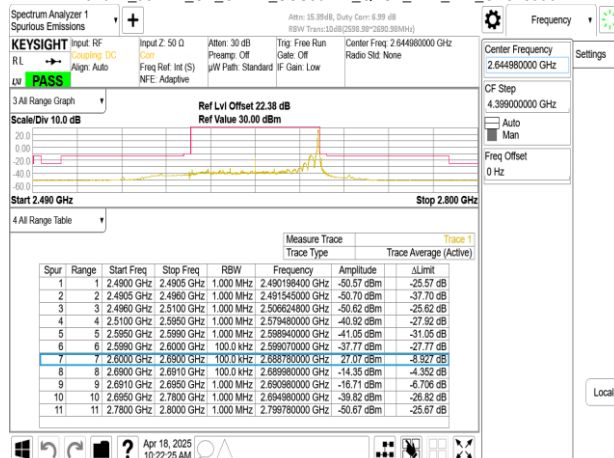 Spectrum Analyzer 1
Spurious Emissions
Attn: 15.39dB, Duty Corr: 6.99 dB
RBW Trans:10dB(2598.98~2690.98MHz)
Frequency
KEYSIGHT
Input: RF
Coupling: DC
Align: Auto
Input Z: 50 Ω
Corr
Freq Ref: Int (S)
NFE: Adaptive
Atten: 30 dB
Preamp: Off
µW Path: Standard
Trig: Free Run
Gate: Off
IF Gain: Low
Center Freq: 2.644980000 GHz
Radio Std: None
RL
LXI
PASS
Center Frequency
2.644980000 GHz
Settings
CF Step
4.399000000 GHz
Auto
Man
Freq Offset
0 Hz
3 All Range Graph
Scale/Div 10.0 dB
Ref Lvl Offset 22.38 dB
Ref Value 30.00 dBm
20.0
10.0
0.00
-10.0
-20.0
-40.0
-60.0
Start 2.490 GHz
Stop 2.800 GHz
4 All Range Table
Measure Trace Trace 1
Trace Type Trace Average (Active)
Spur Range Start Freq Stop Freq RBW Frequency Amplitude ΔLimit
1 1 2.4900 GHz 2.4905 GHz 1.000 MHz 2.490198400 GHz -50.57 dBm -25.57 dB
2 2 2.4905 GHz 2.4960 GHz 1.000 MHz 2.491545000 GHz -50.70 dBm -37.70 dB
3 3 2.4960 GHz 2.5100 GHz 1.000 MHz 2.506624800 GHz -50.62 dBm -25.62 dB
4 4 2.5100 GHz 2.5950 GHz 1.000 MHz 2.579480000 GHz -40.92 dBm -27.92 dB
5 5 2.5950 GHz 2.5990 GHz 1.000 MHz 2.598940000 GHz -41.05 dBm -31.05 dB
6 6 2.5990 GHz 2.6000 GHz 100.0 kHz 2.599070000 GHz -37.77 dBm -27.77 dB
7 7 2.6000 GHz 2.6900 GHz 100.0 kHz 2.688780000 GHz 27.07 dBm -8.927 dB
8 8 2.6900 GHz 2.6910 GHz 100.0 kHz 2.689980000 GHz -14.35 dBm -4.352 dB
9 9 2.6910 GHz 2.6950 GHz 1.000 MHz 2.690980000 GHz -16.71 dBm -6.706 dB
10 10 2.6950 GHz 2.7800 GHz 1.000 MHz 2.694980000 GHz -39.82 dBm -26.82 dB
11 11 2.7800 GHz 2.8000 GHz 1.000 MHz 2.799780000 GHz -50.67 dBm -25.67 dB
Local
Apr 18, 2025
10:22:25 AM